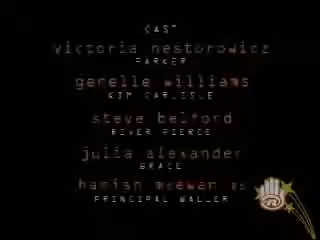 CAST
victoria nestorowicz
PARKER
genelle williams
KIM CARLISLE
steve belford
RIVER PIERCE
julia alexander
GRACE
hamish mcewan as
PRINCIPAL WALLER